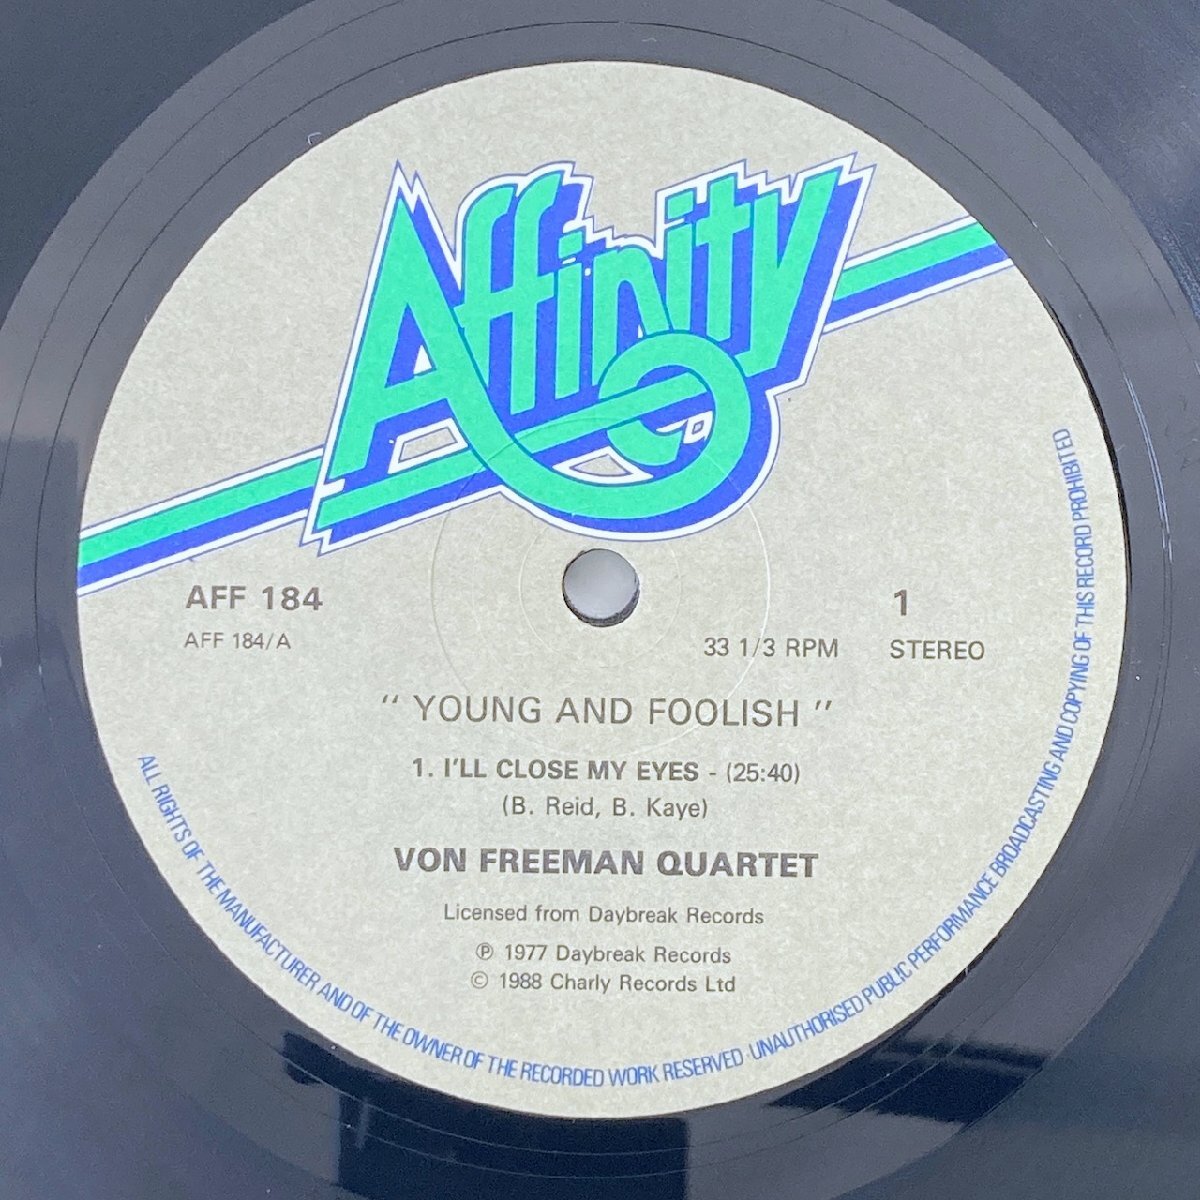 Affinity
AFF 184
1
AFF 184/A
33 1/3 RPM
STEREO
" YOUNG AND FOOLISH "
1. I'LL CLOSE MY EYES - (25:40)
(B. Reid, B. Kaye)
VON FREEMAN QUARTET
Licensed from Daybreak Records
℗ 1977 Daybreak Records
© 1988 Charly Records Ltd
ALL RIGHTS OF THE MANUFACTURER AND OF THE OWNER OF THE RECORDED WORK RESERVED · UNAUTHORISED PUBLIC PERFORMANCE BROADCASTING AND COPYING OF THIS RECORD PROHIBITED